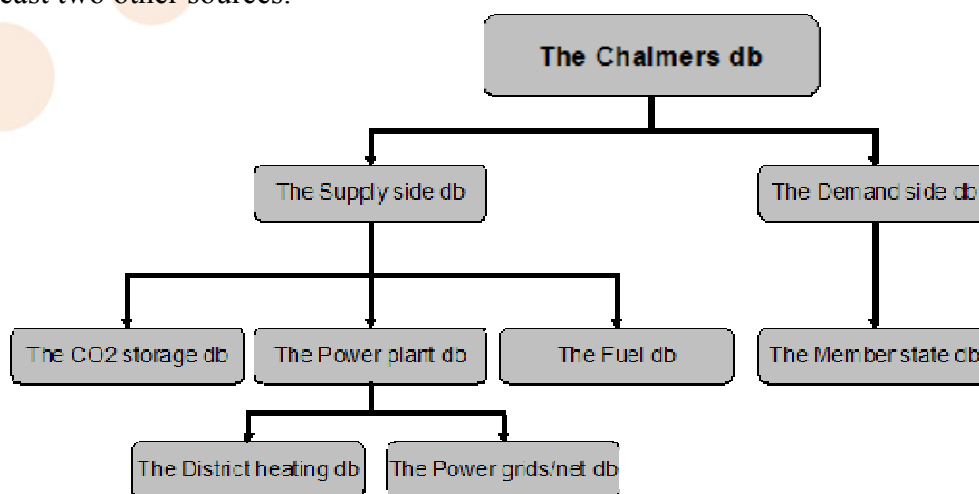 east two other sources.
The Chalmers db
The Supply side db
The Demand side db
The CO2 storage db
The Power plant db
The Fuel db
The Member state db
The District heating db
The Power grids/net db